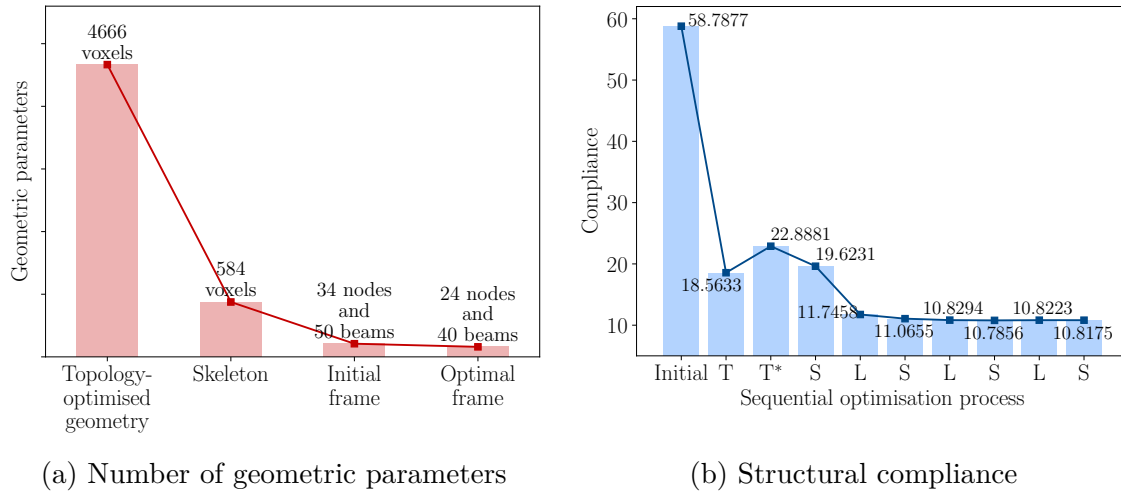 Geometric parameters
4666
voxels
584
voxels
34 nodes
and
50 beams
24 nodes
and
40 beams
Topology-
optimised
geometry
Skeleton
Initial
frame
Optimal
frame
(a) Number of geometric parameters
Compliance
60
50
40
30
20
10
58.7877
18.5633
22.8881
19.6231
11.7458
11.0655
10.8294
10.7856
10.8223
10.8175
Initial T T* S L S L S L S
Sequential optimisation process
(b) Structural compliance